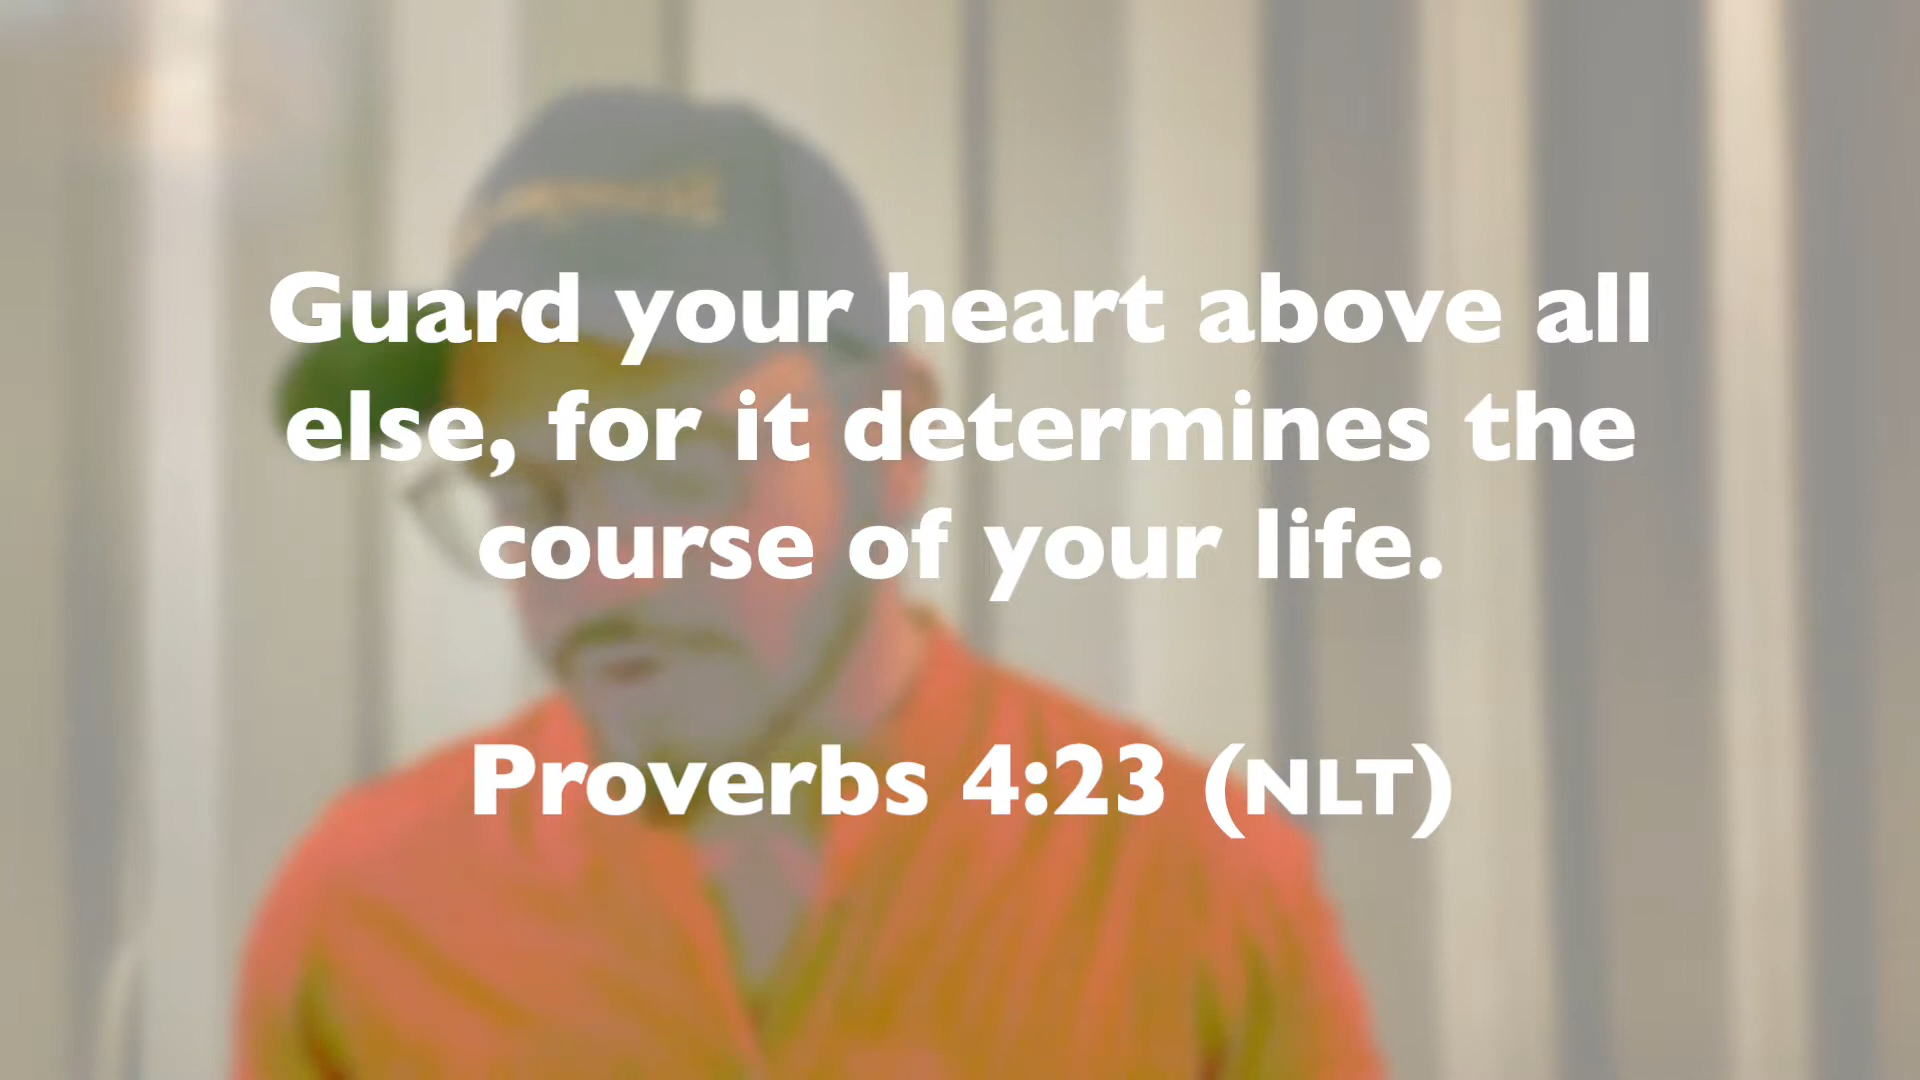 Guard your heart above all
else, for it determines the
course of your life.
Proverbs 4:23 (NLT)